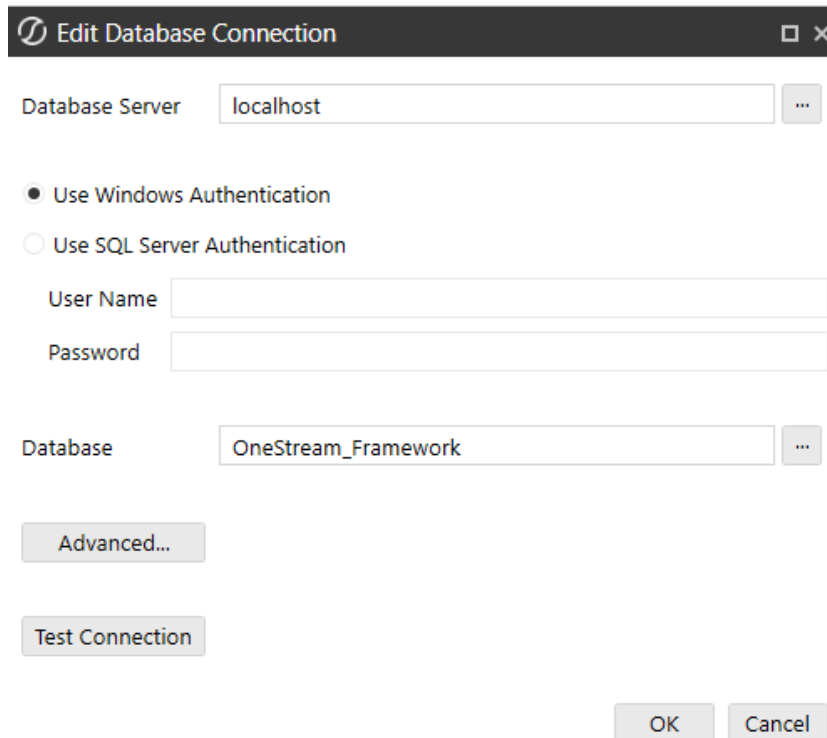 Edit Database Connection
Database Server localhost ...
Use Windows Authentication
Use SQL Server Authentication
User Name
Password
Database OneStream_Framework ...
Advanced...
Test Connection
OK Cancel